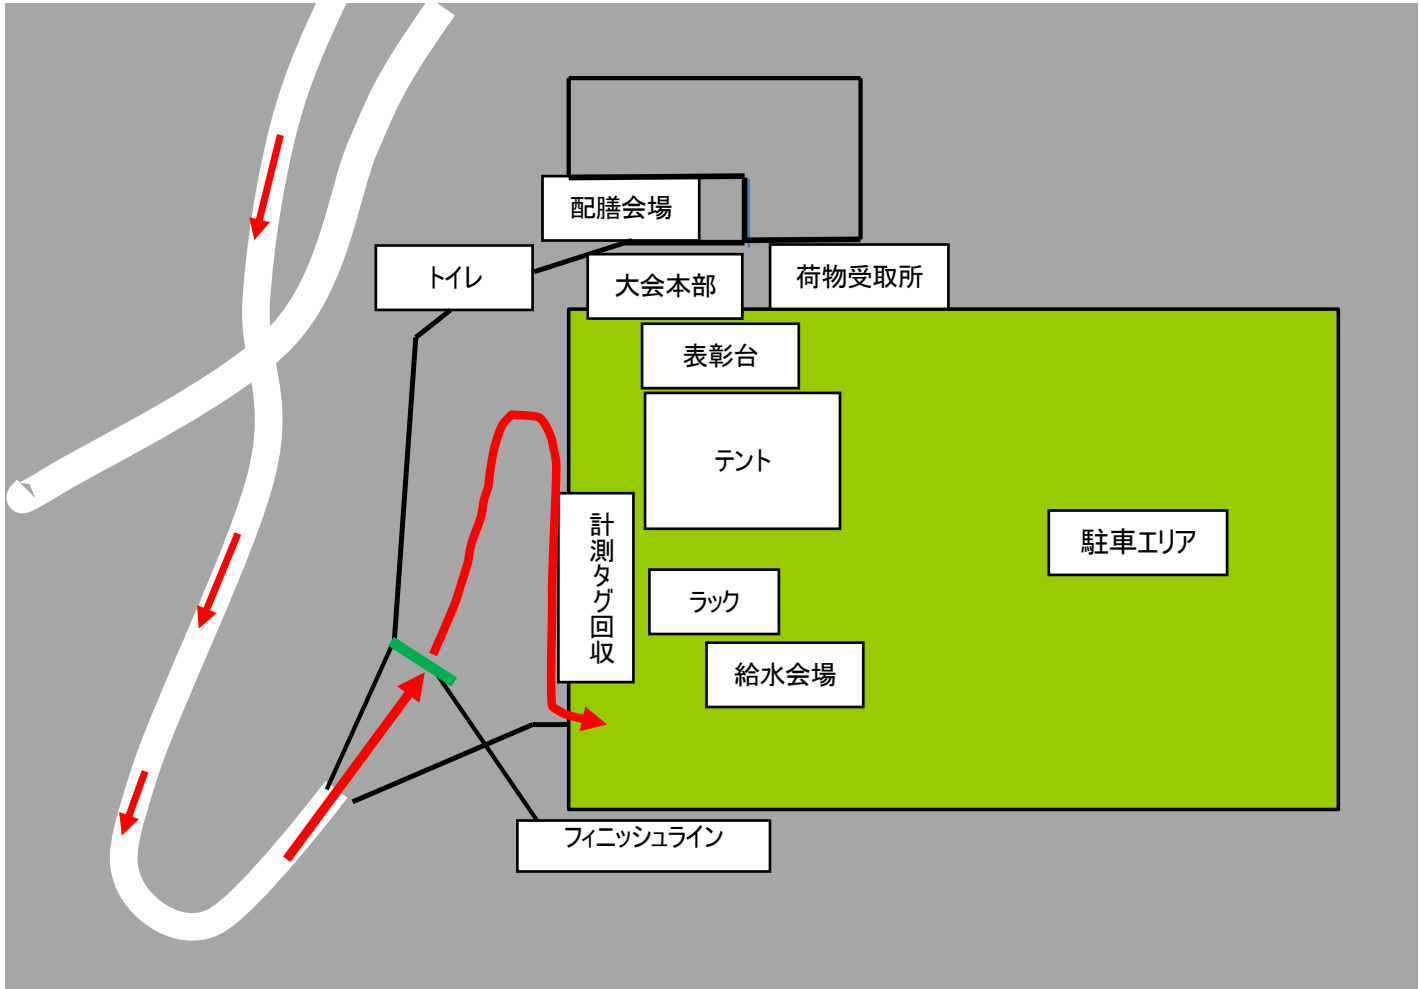 配膳会場
トイレ
大会本部
荷物受取所
表彰台
テント
計測タグ回収
駐車エリア
ラック
給水会場
フィニッシュライン